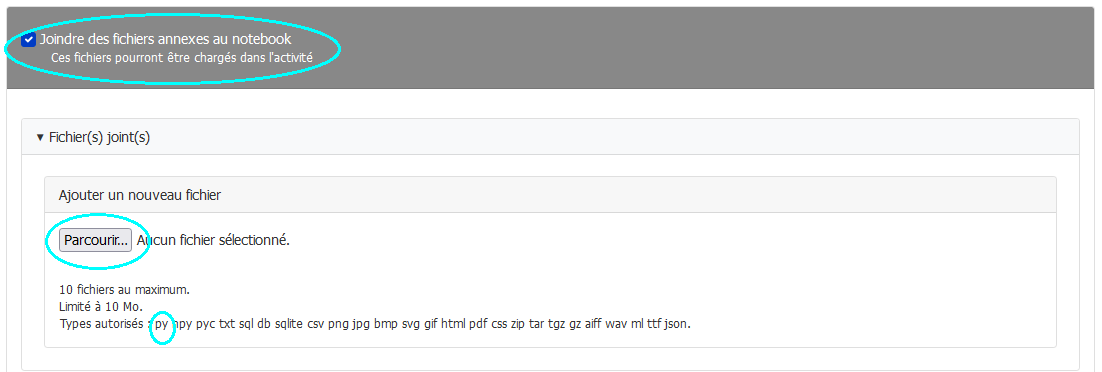 Joindre des fichiers annexes au notebook
Ces fichiers pourront être chargés dans l'activité
Fichier(s) joint(s)
Ajouter un nouveau fichier
Parcourir... Aucun fichier sélectionné.
10 fichiers au maximum.
Limité à 10 Mo.
Types autorisés : py npy pyc txt sql db sqlite csv png jpg bmp svg gif html pdf css zip tar tgz gz aiff wav ml ttf json.